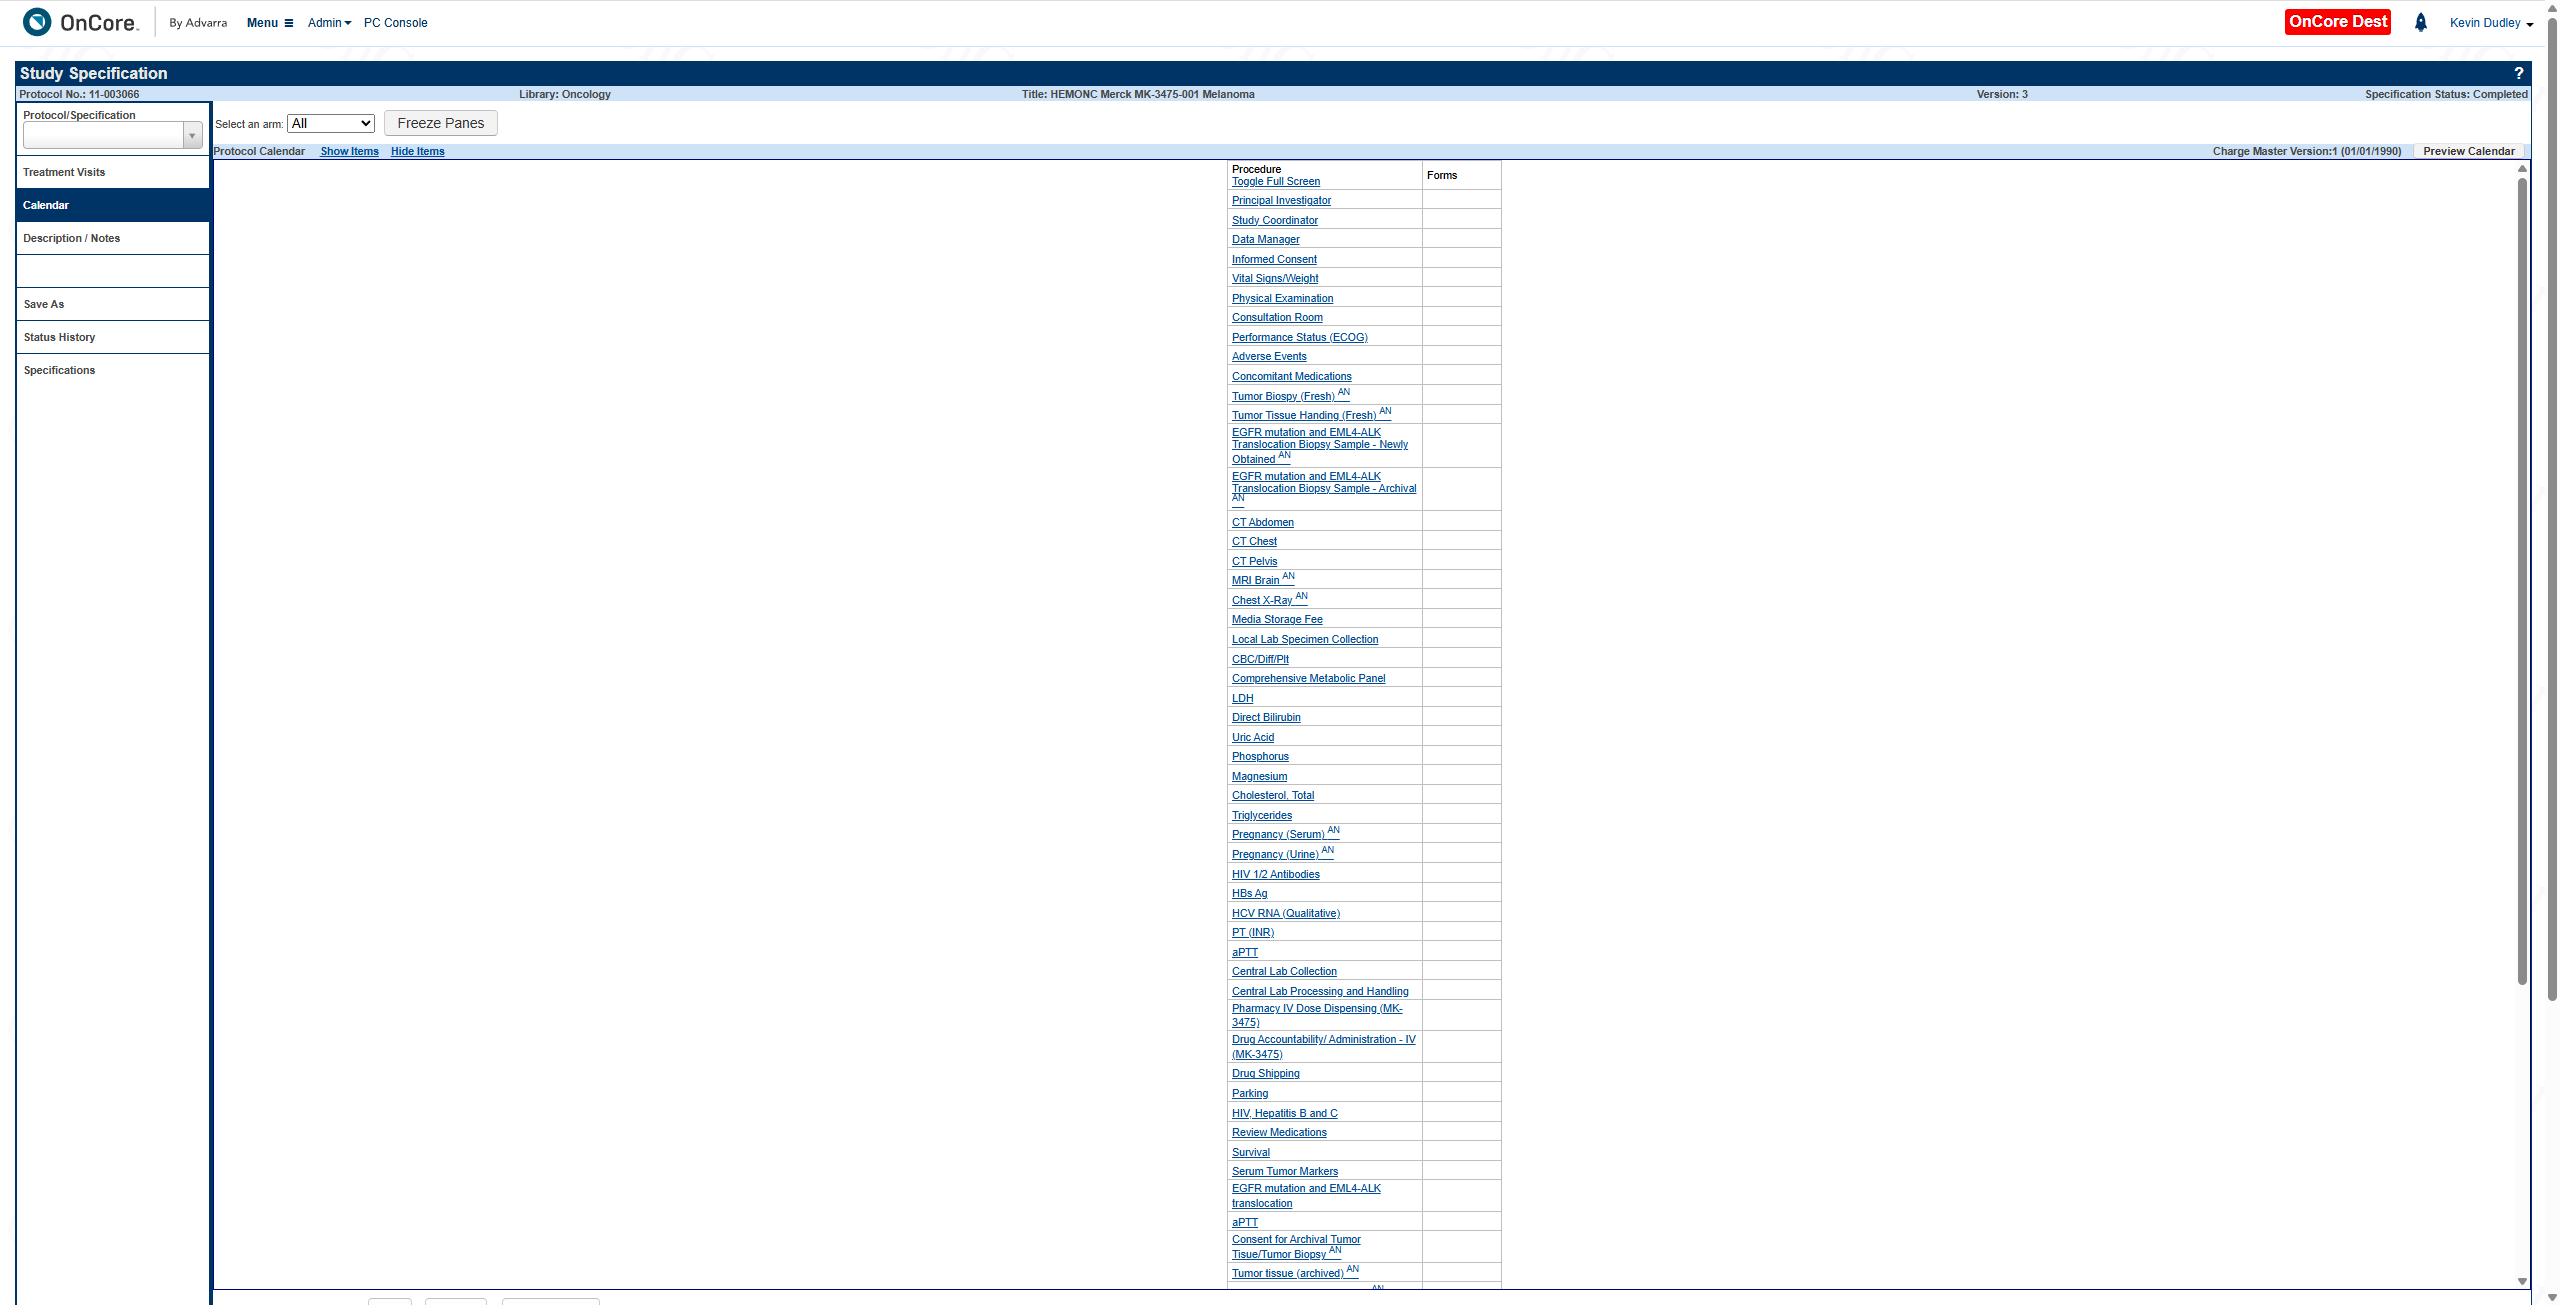 OnCore By Advarra Menu Admin PC Console OnCore Dest Kevin Dudley
Study Specification ?
Protocol No.: 11-003066 Library: Oncology Title: HEMONC Merck MK-3475-001 Melanoma Version: 3 Specification Status: Completed
Protocol/Specification
Treatment Visits
Calendar
Description / Notes
Save As
Status History
Specifications
Select an arm: All Freeze Panes
Protocol Calendar Show Items Hide Items Charge Master Version:1 (01/01/1990) Preview Calendar
Procedure
Toggle Full Screen
Forms
Principal Investigator
Study Coordinator
Data Manager
Informed Consent
Vital Signs/Weight
Physical Examination
Consultation Room
Performance Status (ECOG)
Adverse Events
Concomitant Medications
Tumor Biospy (Fresh) AN
Tumor Tissue Handing (Fresh) AN
EGFR mutation and EML4-ALK
Translocation Biopsy Sample - Newly
Obtained AN
EGFR mutation and EML4-ALK
Translocation Biopsy Sample - Archival
AN
CT Abdomen
CT Chest
CT Pelvis
MRI Brain AN
Chest X-Ray AN
Media Storage Fee
Local Lab Specimen Collection
CBC/Diff/Plt
Comprehensive Metabolic Panel
LDH
Direct Bilirubin
Uric Acid
Phosphorus
Magnesium
Cholesterol, Total
Triglycerides
Pregnancy (Serum) AN
Pregnancy (Urine) AN
HIV 1/2 Antibodies
HBs Ag
HCV RNA (Qualitative)
PT (INR)
aPTT
Central Lab Collection
Central Lab Processing and Handling
Pharmacy IV Dose Dispensing (MK-
3475)
Drug Accountability/ Administration - IV
(MK-3475)
Drug Shipping
Parking
HIV, Hepatitis B and C
Review Medications
Survival
Serum Tumor Markers
EGFR mutation and EML4-ALK
translocation
aPTT
Consent for Archival Tumor
Tisue/Tumor Biopsy AN
Tumor tissue (archived) AN
AN